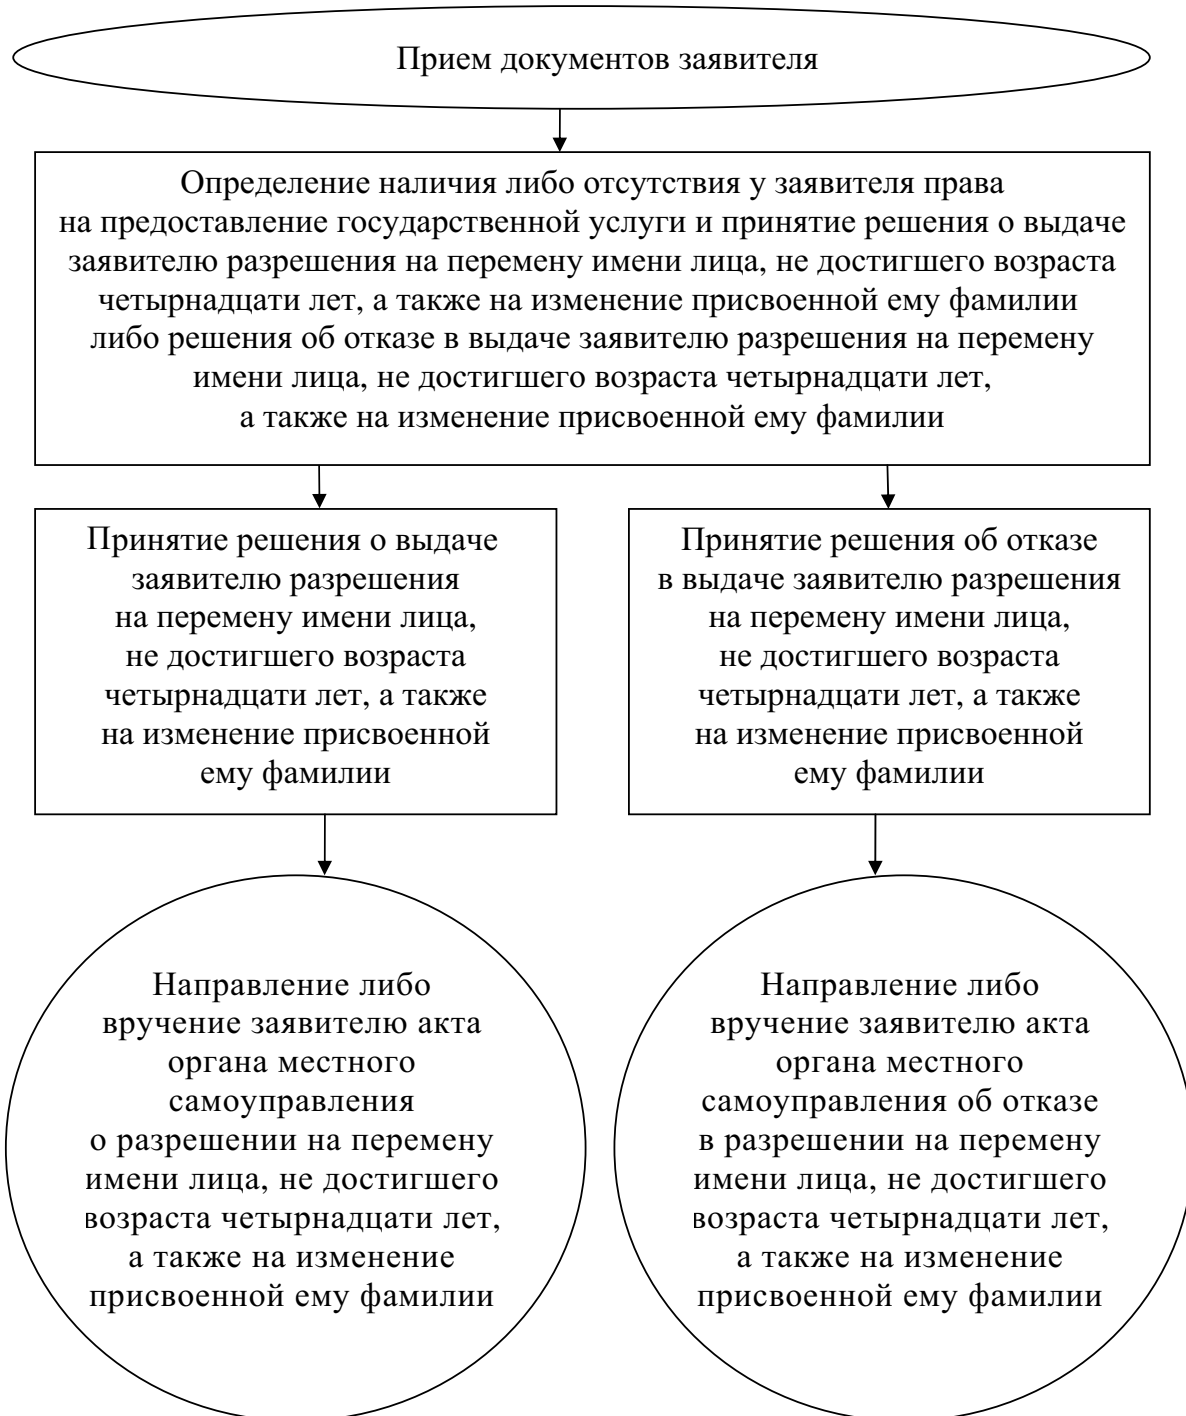 Прием документов заявителя
Определение наличия либо отсутствия у заявителя права
на предоставление государственной услуги и принятие решения о выдаче
заявителю разрешения на перемену имени лица, не достигшего возраста
четырнадцати лет, а также на изменение присвоенной ему фамилии
либо решения об отказе в выдаче заявителю разрешения на перемену
имени лица, не достигшего возраста четырнадцати лет,
а также на изменение присвоенной ему фамилии
Принятие решения о выдаче
заявителю разрешения
на перемену имени лица,
не достигшего возраста
четырнадцати лет, а также
на изменение присвоенной
ему фамилии
Принятие решения об отказе
в выдаче заявителю разрешения
на перемену имени лица,
не достигшего возраста
четырнадцати лет, а также
на изменение присвоенной
ему фамилии
Направление либо
вручение заявителю акта
органа местного
самоуправления
о разрешении на перемену
имени лица, не достигшего
возраста четырнадцати лет,
а также на изменение
присвоенной ему фамилии
Направление либо
вручение заявителю акта
органа местного
самоуправления об отказе
в разрешении на перемену
имени лица, не достигшего
возраста четырнадцати лет,
а также на изменение
присвоенной ему фамилии